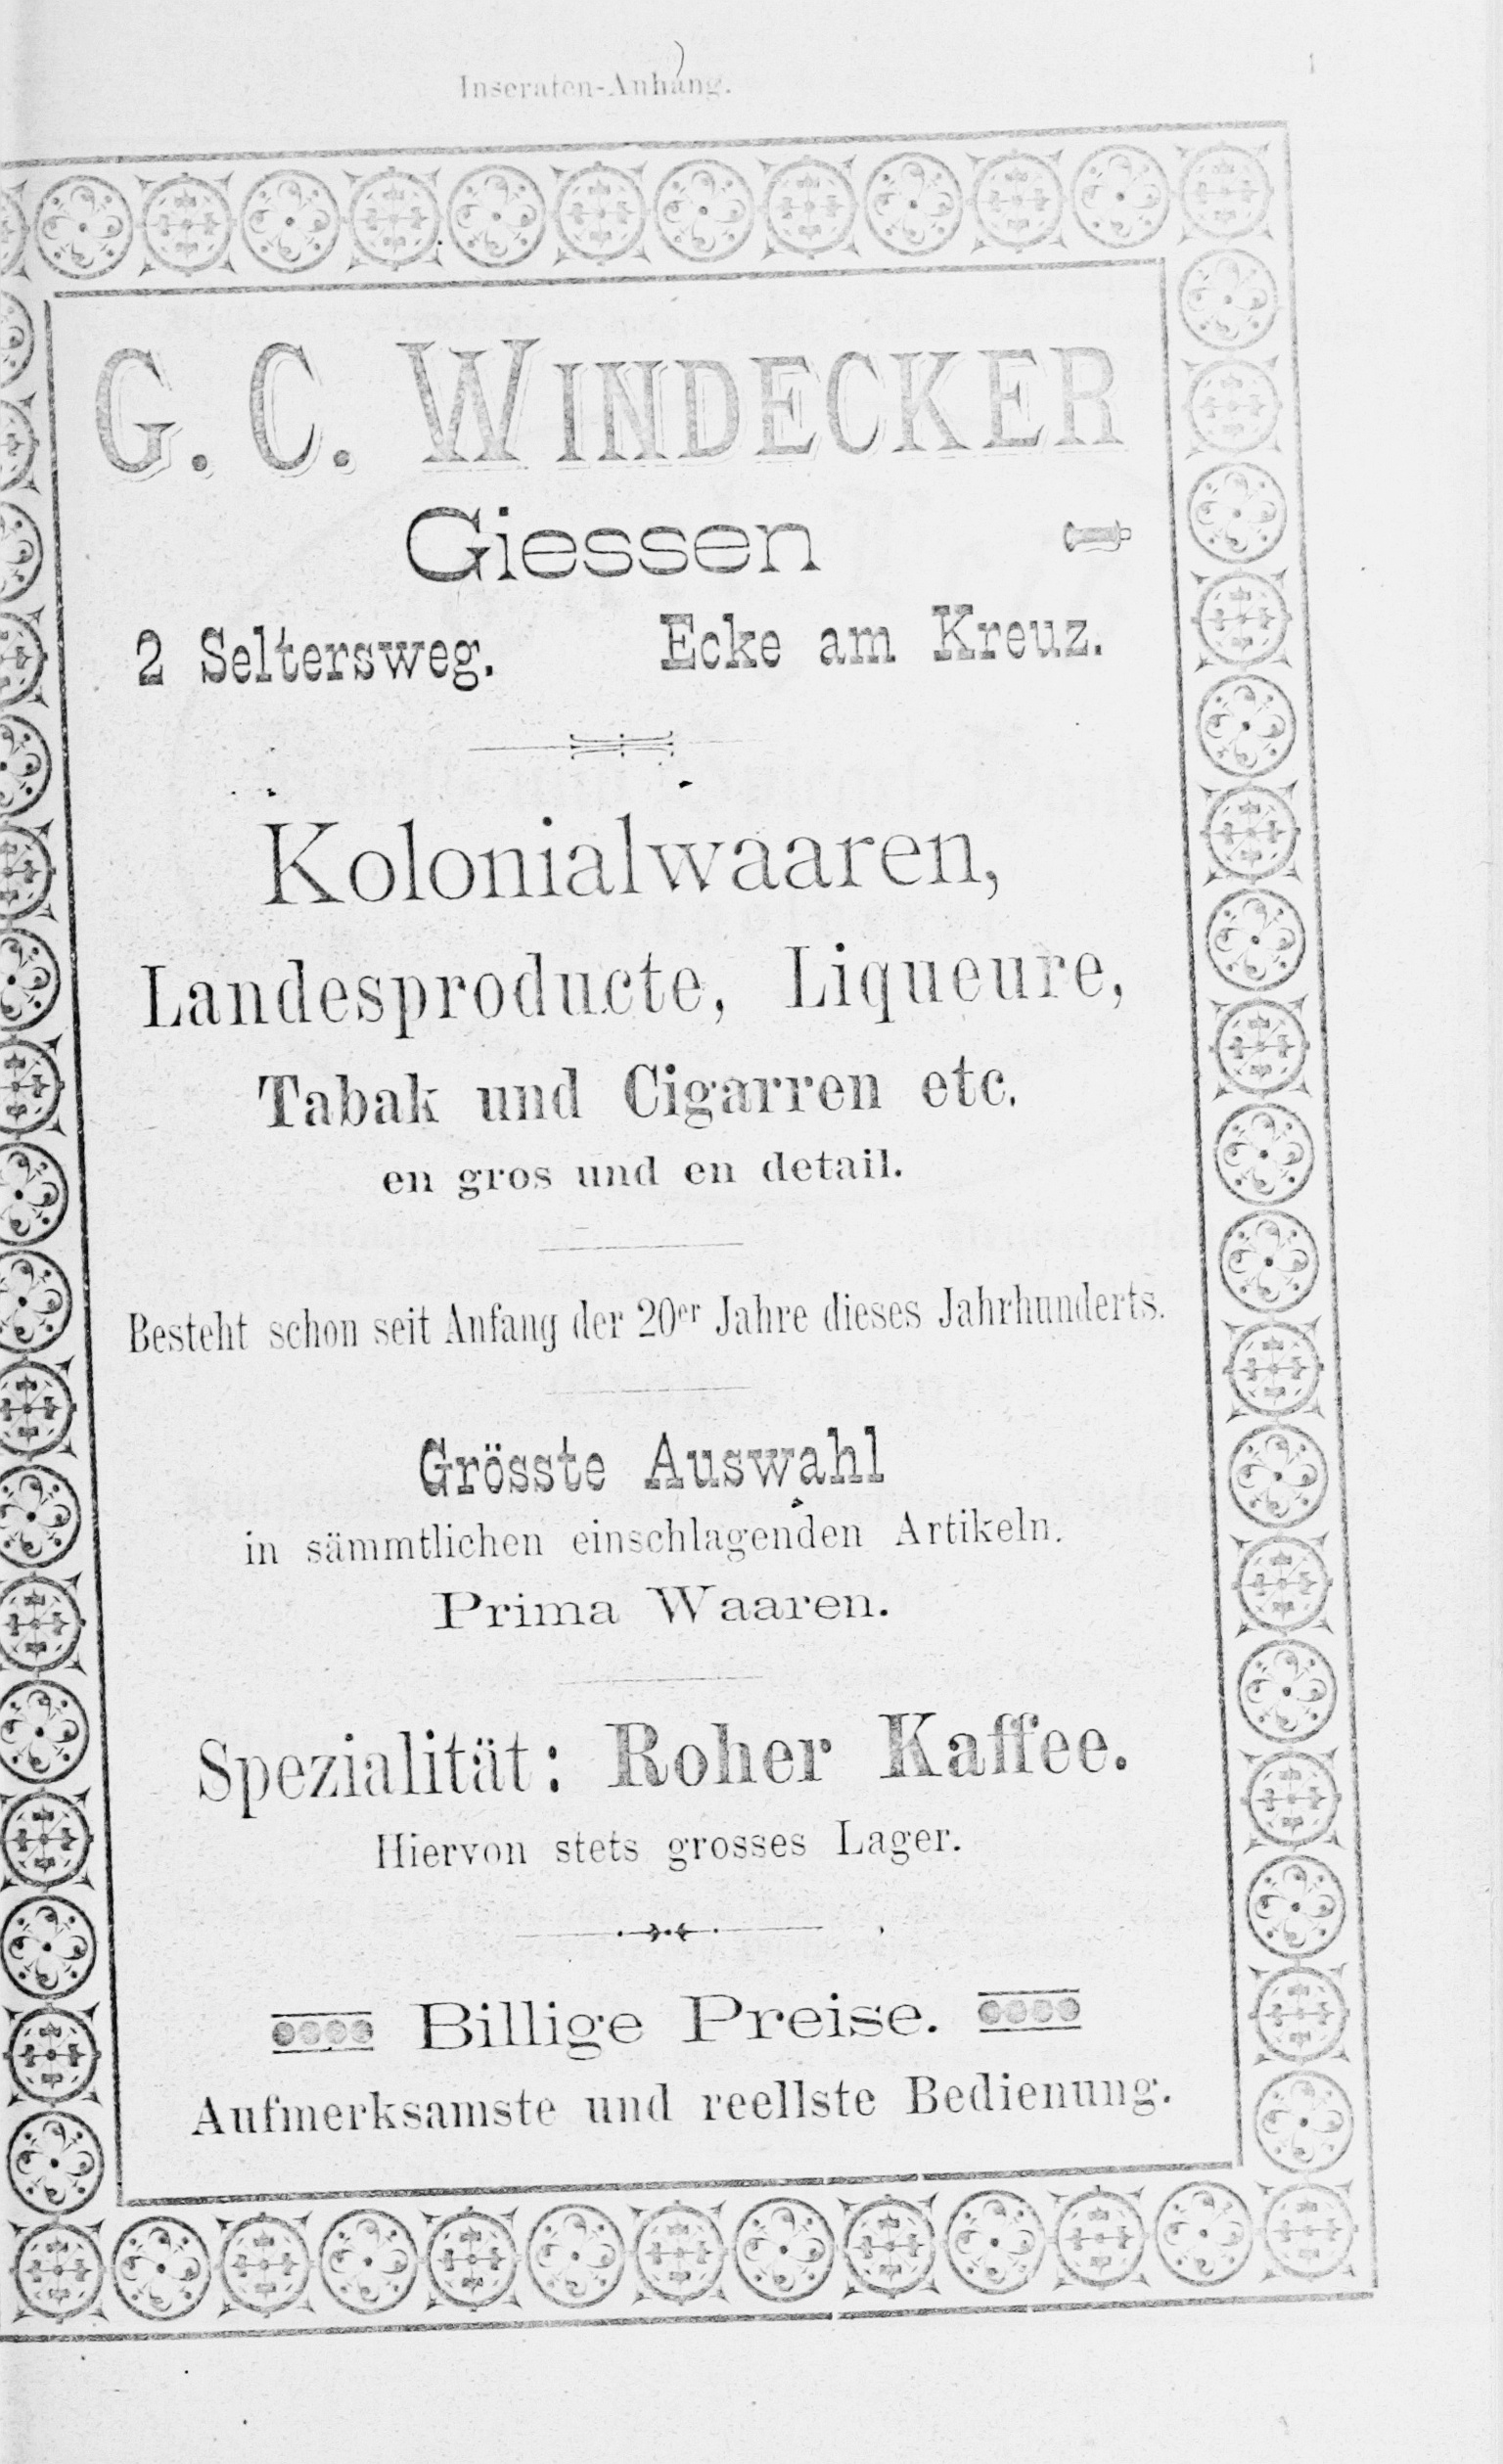 Inseraten-Anhang.
G. C. WINDECKER
Giessen
2 Seltersweg. Ecke am Kreuz.
Kolonialwaaren,
Landesproducte, Liqueure,
Tabak und Cigarren etc.
en gros und en detail.
Besteht schon seit Anfang der 20er Jahre dieses Jahrhunderts.
Grösste Auswahl
in sämmtlichen einschlagenden Artikeln.
Prima Waaren.
Spezialität: Roher Kaffee.
Hiervon stets grosses Lager.
Billige Preise.
Aufmerksamste und reellste Bedienung.